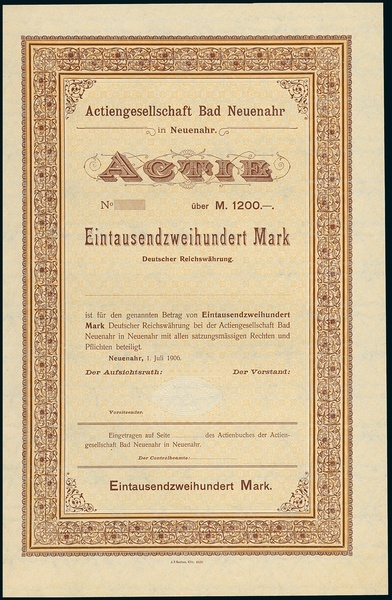 Actiengesellschaft Bad Neuenahr
in Neuenahr.
ACTIE
No über M. 1200.—.
Eintausendzweihundert Mark
Deutscher Reichswährung.
ist für den genannten Betrag von Eintausendzweihundert
Mark Deutscher Reichswährung bei der Actiengesellschaft Bad
Neuenahr in Neuenahr mit allen satzungsmässigen Rechten und
Pflichten beteiligt.
Neuenahr, 1. Juli 1906.
Der Aufsichtsrath: Der Vorstand:
Vorsitzender.
Eingetragen auf Seite des Actienbuches der Actien-
gesellschaft Bad Neuenahr in Neuenahr.
Der Controlbeamte
Eintausendzweihundert Mark.